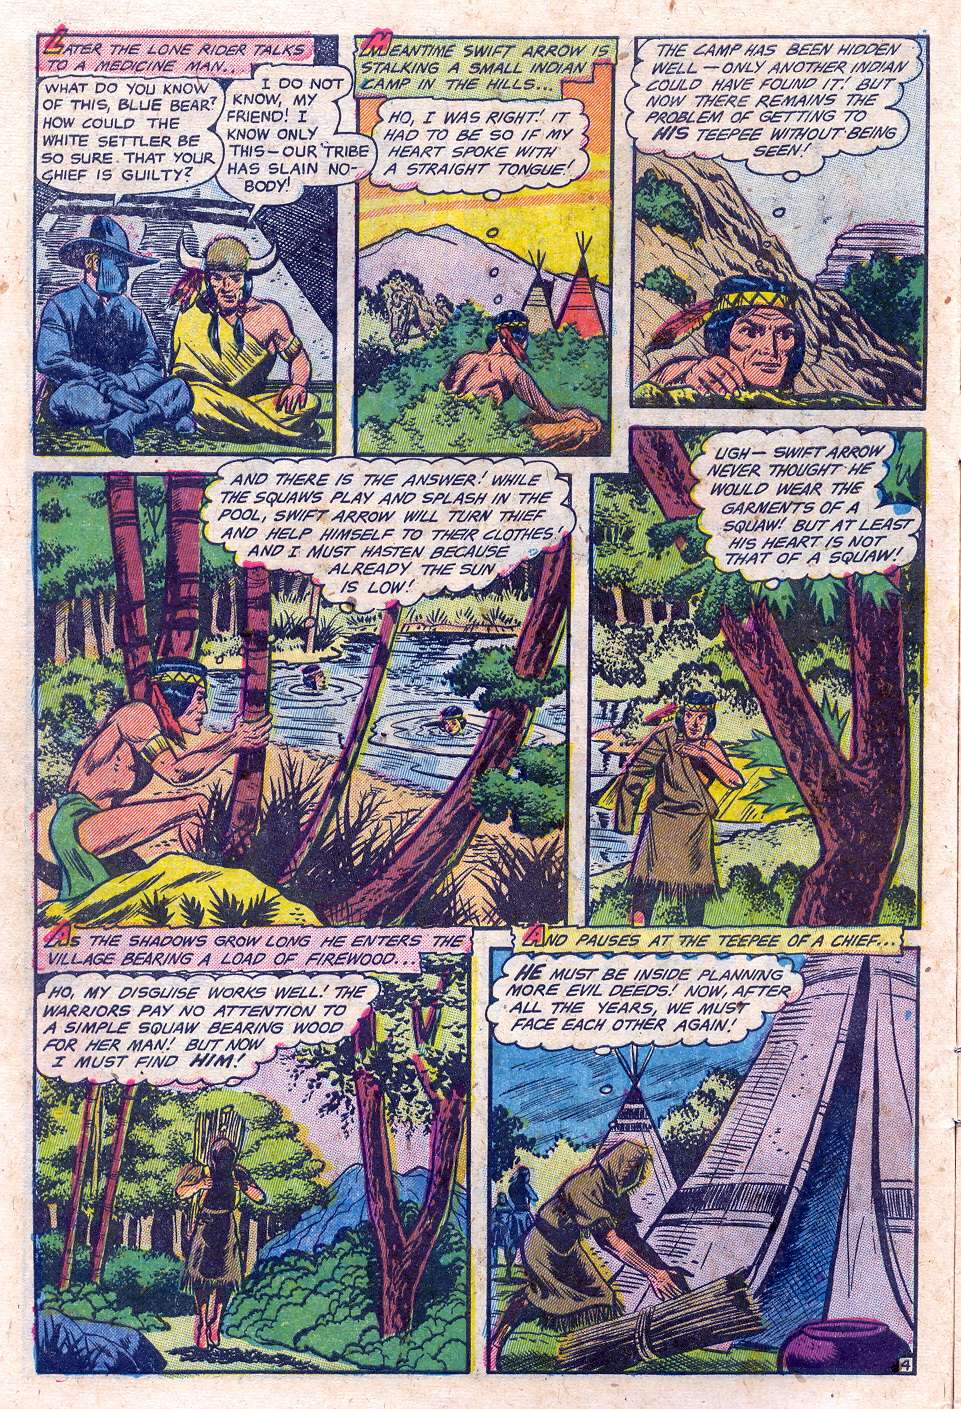 LATER THE LONE RIDER TALKS
TO A MEDICINE MAN...
WHAT DO YOU KNOW
OF THIS, BLUE BEAR?
HOW COULD THE
WHITE SETTLER BE
SO SURE THAT YOUR
CHIEF IS GUILTY?
I DO NOT
KNOW, MY
FRIEND! I
KNOW ONLY
THIS — OUR TRIBE
HAS SLAIN NO-
BODY!
MEANTIME SWIFT ARROW IS
STALKING A SMALL INDIAN
CAMP IN THE HILLS...
HO, I WAS RIGHT! IT
HAD TO BE SO IF MY
HEART SPOKE WITH
A STRAIGHT TONGUE!
THE CAMP HAS BEEN HIDDEN
WELL — ONLY ANOTHER INDIAN
COULD HAVE FOUND IT! BUT
NOW THERE REMAINS THE
PROBLEM OF GETTING TO
HIS TEEPEE WITHOUT BEING
SEEN!
AND THERE IS THE ANSWER! WHILE
THE SQUAWS PLAY AND SPLASH IN THE
POOL, SWIFT ARROW WILL TURN THIEF
AND HELP HIMSELF TO THEIR CLOTHES!
AND I MUST HASTEN BECAUSE
ALREADY THE SUN
IS LOW!
UGH — SWIFT ARROW
NEVER THOUGHT HE
WOULD WEAR THE
GARMENTS OF A
SQUAW! BUT AT LEAST
HIS HEART IS NOT
THAT OF A SQUAW!
AS THE SHADOWS GROW LONG HE ENTERS THE
VILLAGE BEARING A LOAD OF FIREWOOD...
HO, MY DISGUISE WORKS WELL! THE
WARRIORS PAY NO ATTENTION TO
A SIMPLE SQUAW BEARING WOOD
FOR HER MAN! BUT NOW
I MUST FIND HIM!
AND PAUSES AT THE TEEPEE OF A CHIEF...
HE MUST BE INSIDE PLANNING
MORE EVIL DEEDS! NOW, AFTER
ALL THE YEARS, WE MUST
FACE EACH OTHER AGAIN!
4